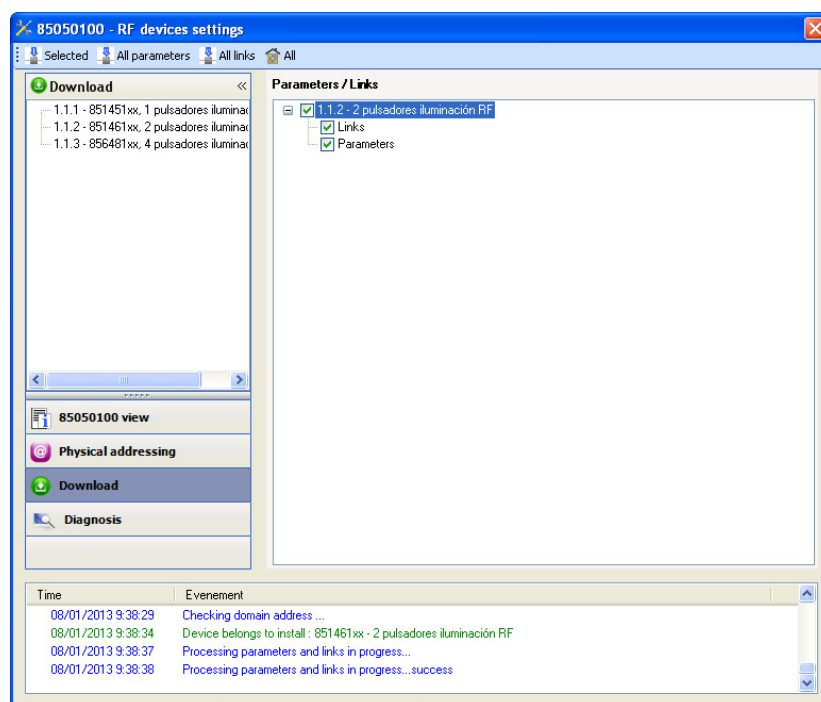 85050100 - RF devices settings
Selected All parameters All links All
Download «
1.1.1 - 851451xx, 1 pulsadores iluminac
1.1.2 - 851461xx, 2 pulsadores iluminac
1.1.3 - 856481xx, 4 pulsadores iluminac
85050100 view
Physical addressing
Download
Diagnosis
Parameters / Links
1.1.2 - 2 pulsadores iluminación RF
Links
Parameters
Time Evenement
08/01/2013 9:38:29 Checking domain address ...
08/01/2013 9:38:34 Device belongs to install : 851461xx - 2 pulsadores iluminación RF
08/01/2013 9:38:37 Processing parameters and links in progress...
08/01/2013 9:38:38 Processing parameters and links in progress...success